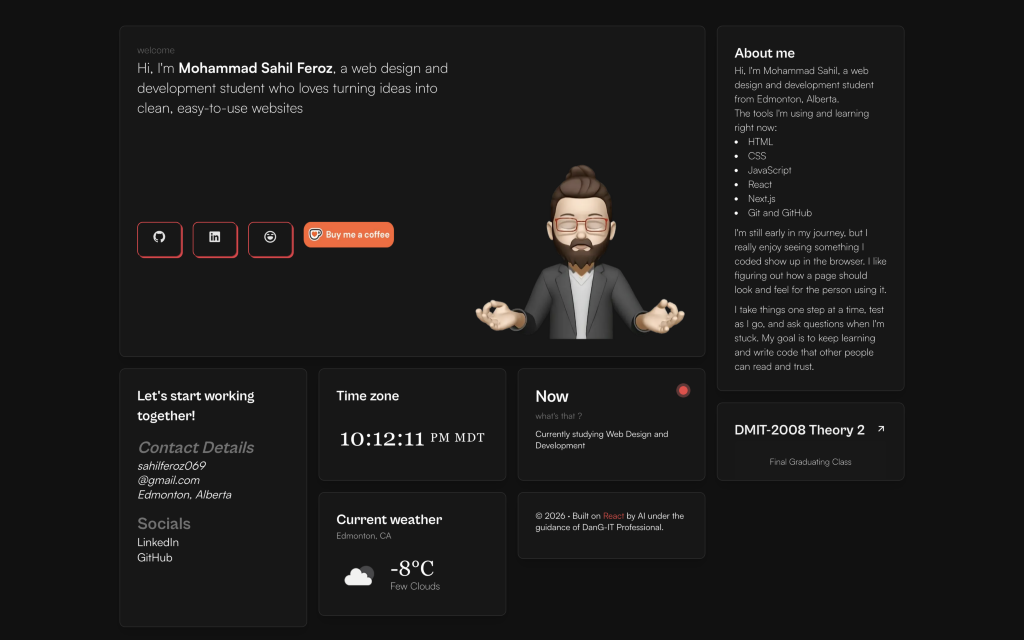 welcome
Hi, I'm Mohammad Sahil Feroz, a web design and
development student who loves turning ideas into
clean, easy-to-use websites
Buy me a coffee
About me
Hi, I'm Mohammad Sahil, a web
design and development student
from Edmonton, Alberta.
The tools I'm using and learning
right now:
HTML
CSS
JavaScript
React
Next.js
Git and GitHub
I'm still early in my journey, but I
really enjoy seeing something I
coded show up in the browser. I like
figuring out how a page should
look and feel for the person using it.
I take things one step at a time, test
as I go, and ask questions when I'm
stuck. My goal is to keep learning
and write code that other people
can read and trust.
Let's start working
together!
Contact Details
sahilferoz069
@gmail.com
Edmonton, Alberta
Socials
LinkedIn
GitHub
Time zone
10:12:11 PM MDT
Current weather
Edmonton, CA
-8°C
Few Clouds
Now
what's that ?
Currently studying Web Design and
Development
© 2026 - Built on React by AI under the
guidance of DanG-IT Professional.
DMIT-2008 Theory 2
Final Graduating Class